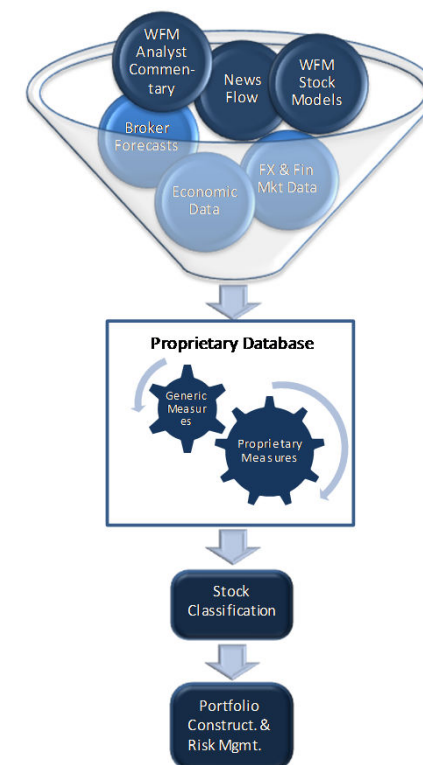 WFM
Analyst
Commen-
tary
News
Flow
WFM
Stock
Models
Broker
Forecasts
FX & Fin
Mkt Data
Economic
Data
Proprietary Database
Generic
Measur
es
Proprietary
Measures
Stock
Classification
Portfolio
Construct. &
Risk Mgmt.